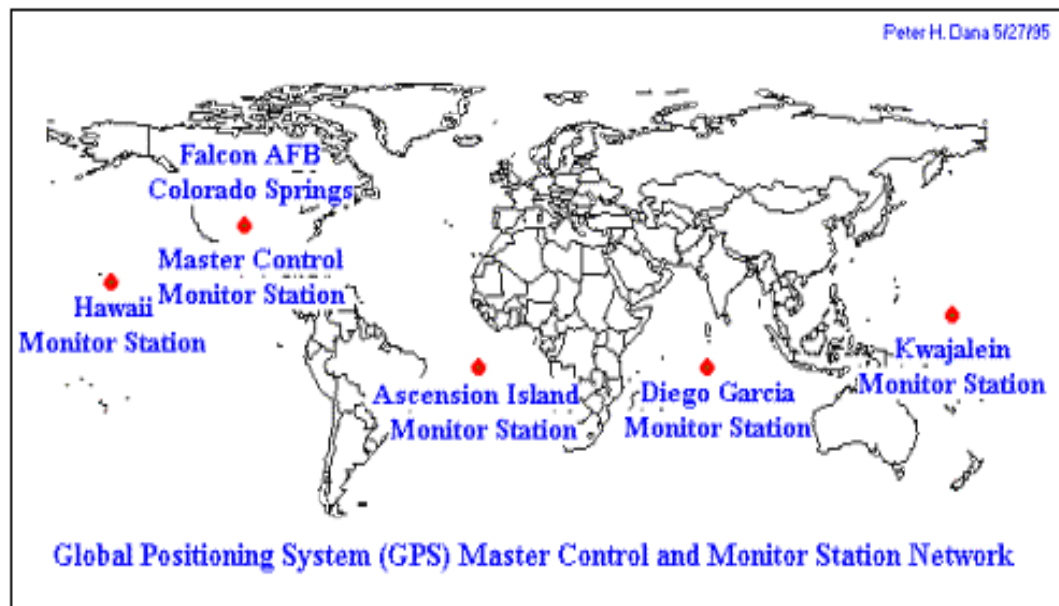 Peter H. Dana 5/27/95
Falcon AFB
Colorado Springs
Master Control
Monitor Station
Hawaii
Monitor Station
Ascension Island
Monitor Station
Diego Garcia
Monitor Station
Kwajalein
Monitor Station
Global Positioning System (GPS) Master Control and Monitor Station Network